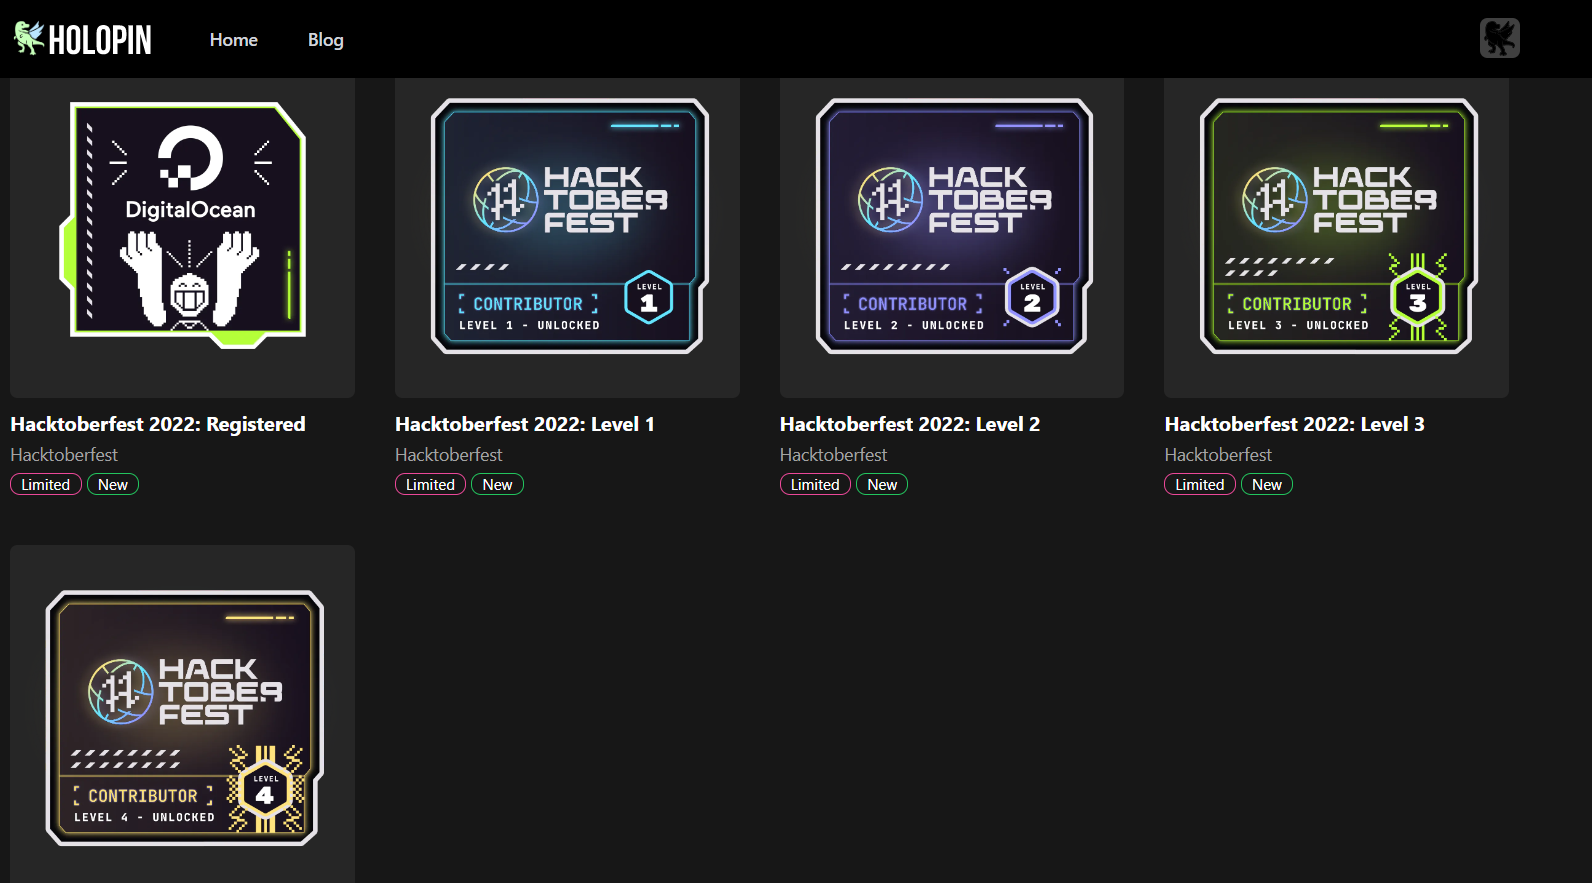 HOLOPIN
Home
Blog
DigitalOcean
HACK
TOBER
FEST
CONTRIBUTOR
LEVEL 1 - UNLOCKED
LEVEL
1
HACK
TOBER
FEST
CONTRIBUTOR
LEVEL 2 - UNLOCKED
LEVEL
2
HACK
TOBER
FEST
CONTRIBUTOR
LEVEL 3 - UNLOCKED
LEVEL
3
Hacktoberfest 2022: Registered
Hacktoberfest
Limited New
Hacktoberfest 2022: Level 1
Hacktoberfest
Limited New
Hacktoberfest 2022: Level 2
Hacktoberfest
Limited New
Hacktoberfest 2022: Level 3
Hacktoberfest
Limited New
HACK
TOBER
FEST
CONTRIBUTOR
LEVEL 4 - UNLOCKED
LEVEL
4